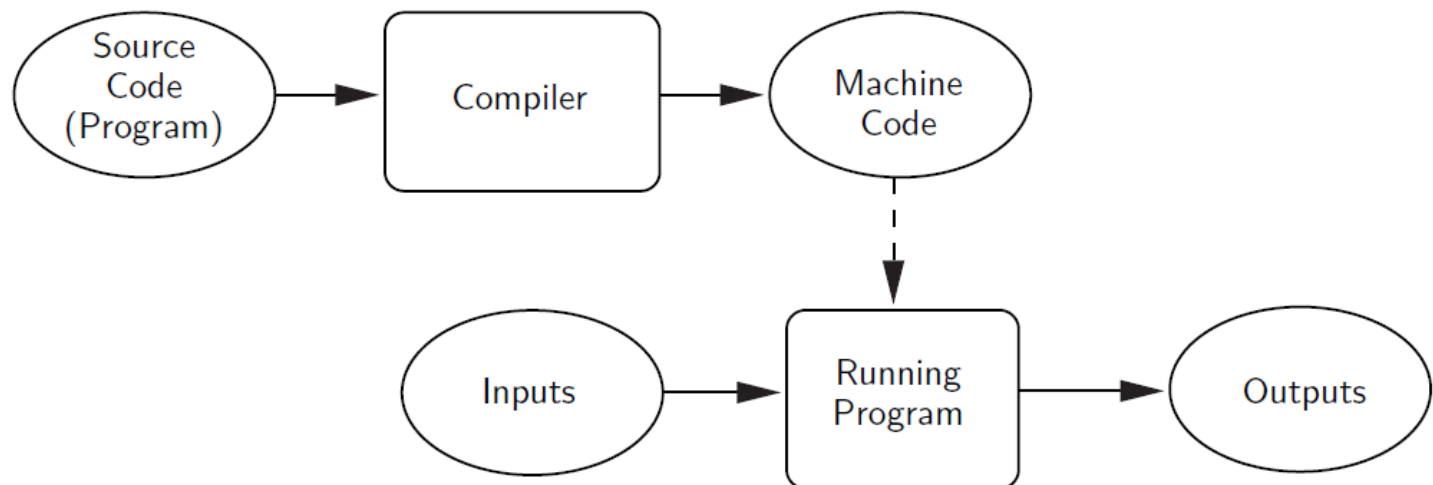 Source
Code
(Program)
Compiler
Machine
Code
Inputs
Running
Program
Outputs